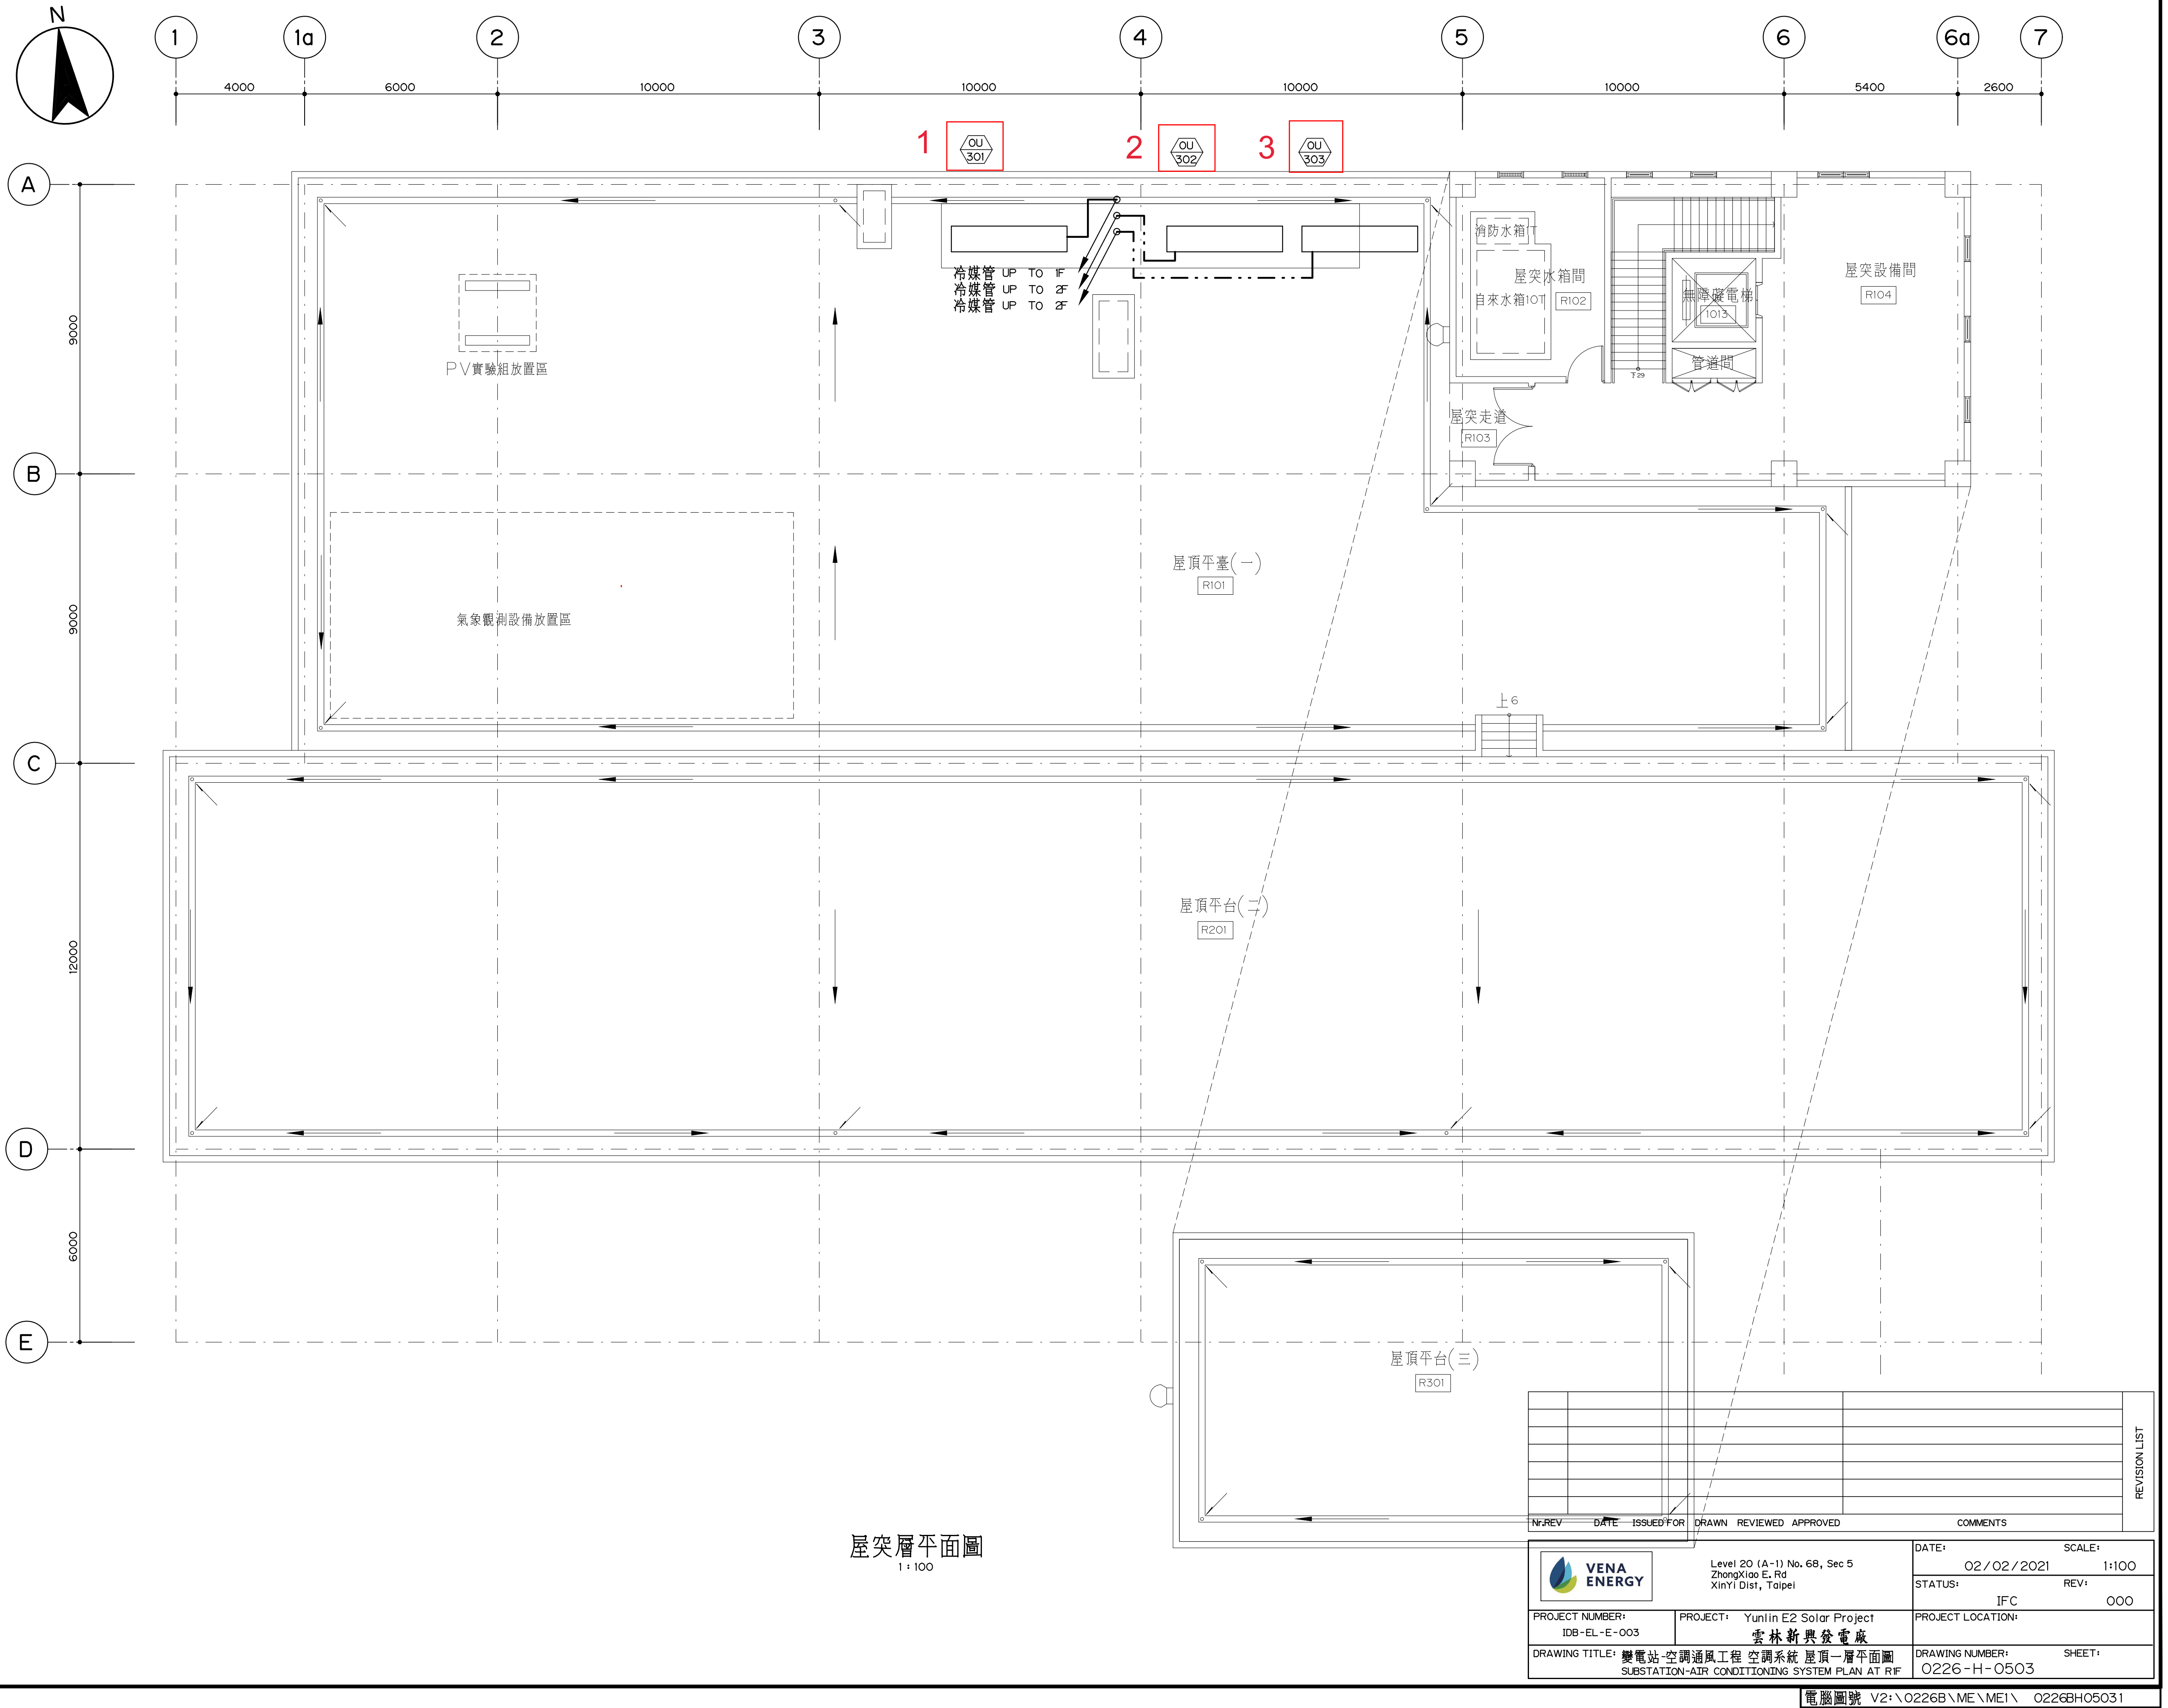 N
1
1a
2
3
4
5
6
6a
7
4000
6000
10000
10000
10000
10000
5400
2600
1
OU
301
2
OU
302
3
OU
303
A
B
C
D
E
9000
9000
12000
6000
冷媒管 UP TO 1F
冷媒管 UP TO 2F
冷媒管 UP TO 2F
PV實驗組放置區
氣象觀測設備放置區
消防水箱1T
屋突水箱間
自來水箱10T
R102
無障礙電梯
1013
管道間
下29
屋突設備間
R104
屋突走道
R103
屋頂平臺(一)
R101
上6
屋頂平台(二)
R201
屋頂平台(三)
R301
屋突層平面圖
1:100
REVISION LIST
Nr.REV DATE ISSUED FOR DRAWN REVIEWED APPROVED COMMENTS
VENA
ENERGY
Level 20 (A-1) No. 68, Sec 5
ZhongXiao E. Rd
XinYi Dist, Taipei
DATE: SCALE:
02/02/2021 1:100
STATUS: REV:
IFC 000
PROJECT NUMBER:
IDB-EL-E-003
PROJECT: Yunlin E2 Solar Project
雲林新興發電廠
PROJECT LOCATION:
DRAWING TITLE: 變電站-空調通風工程 空調系統 屋頂一層平面圖
SUBSTATION-AIR CONDITIONING SYSTEM PLAN AT R1F
DRAWING NUMBER: SHEET:
0226-H-0503
電腦圖號 V2:\0226B\ME\ME1\ 0226BH05031